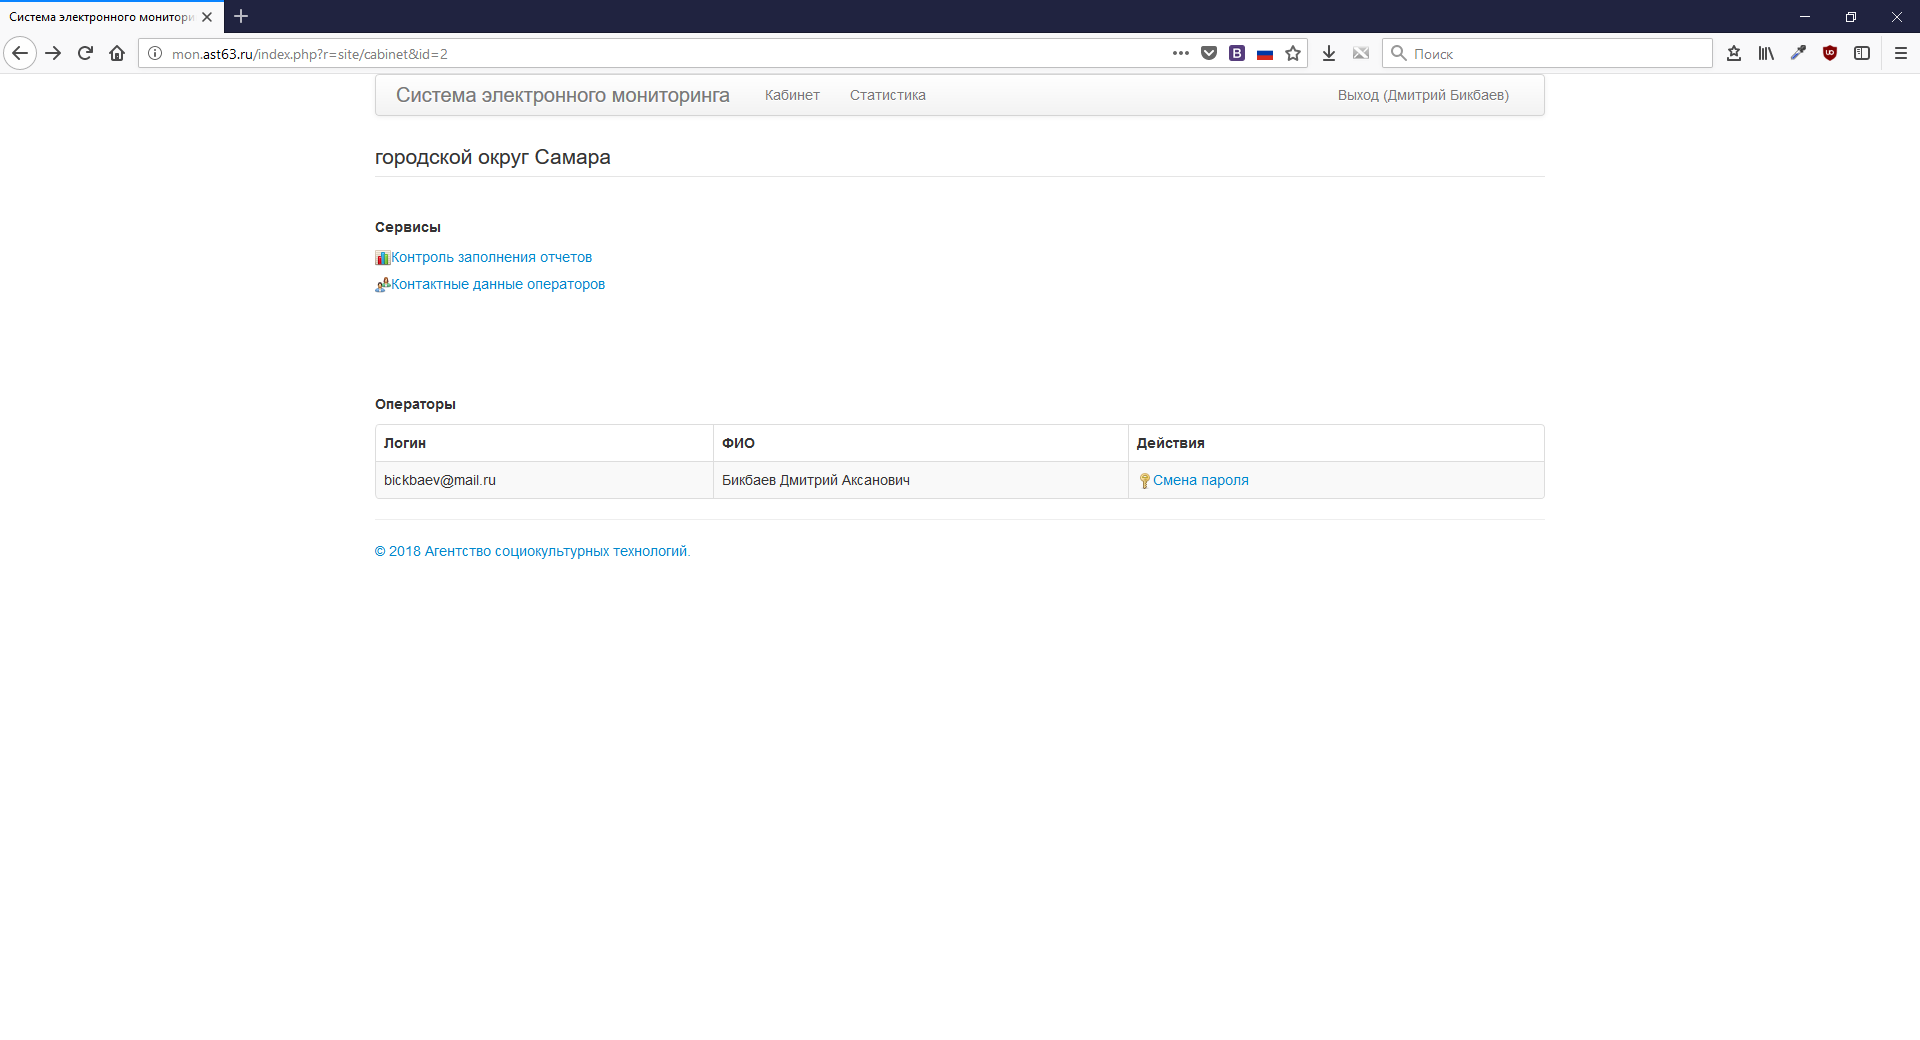 Система электронного монитори
mon.ast63.ru/index.php?r=site/cabinet&id=2
B
Поиск
Система электронного мониторинга
Кабинет
Статистика
Выход (Дмитрий Бикбаев)
городской округ Самара
Сервисы
Контроль заполнения отчетов
Контактные данные операторов
Операторы
Логин
ФИО
Действия
bickbaev@mail.ru
Бикбаев Дмитрий Аксанович
Смена пароля
© 2018 Агентство социокультурных технологий.